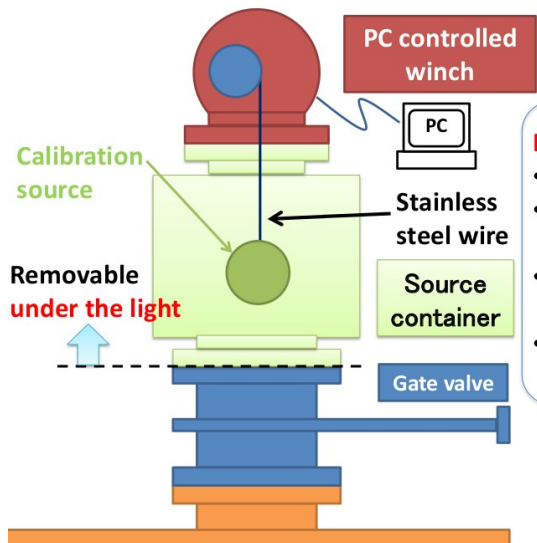 PC controlled
winch
PC
Calibration
source
Stainless
steel wire
Removable
under the light
Source
container
Gate valve